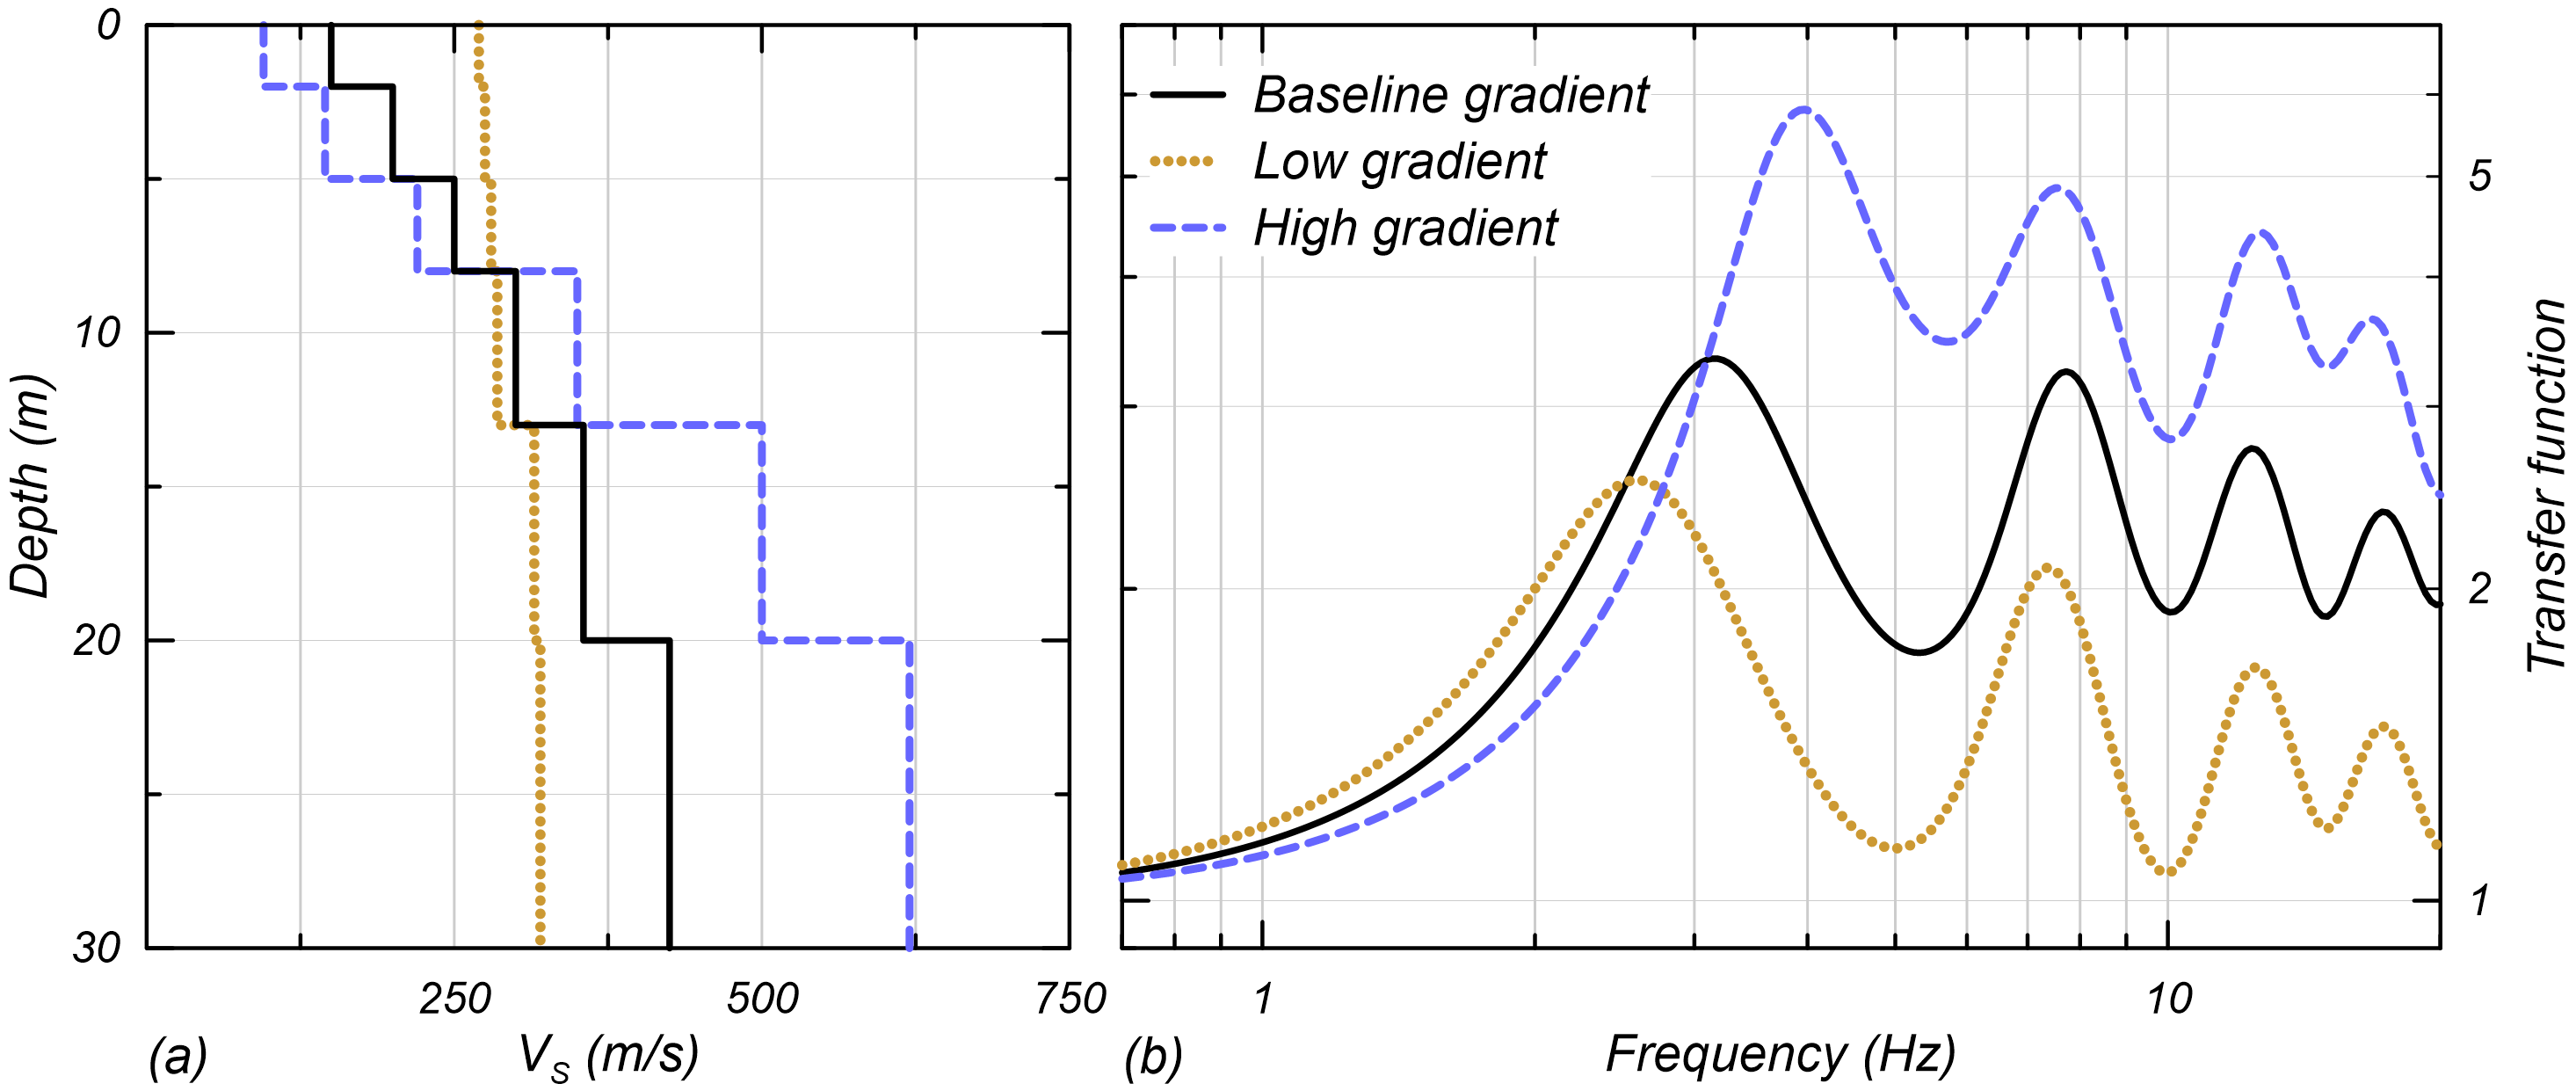 0
10
20
30
Depth (m)
250 500 750
(a) VS (m/s)
Baseline gradient
Low gradient
High gradient
5
2
1
Transfer function
1 10
(b) Frequency (Hz)